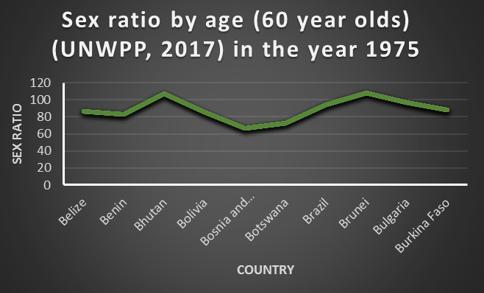 Sex ratio by age (60 year olds)
(UNWPP, 2017) in the year 1975
SEX RATIO
120
100
80
60
40
20
0
Belize
Benin
Bhutan
Bolivia
Bosnia and...
Botswana
Brazil
Brunei
Bulgaria
Burkina Faso
COUNTRY